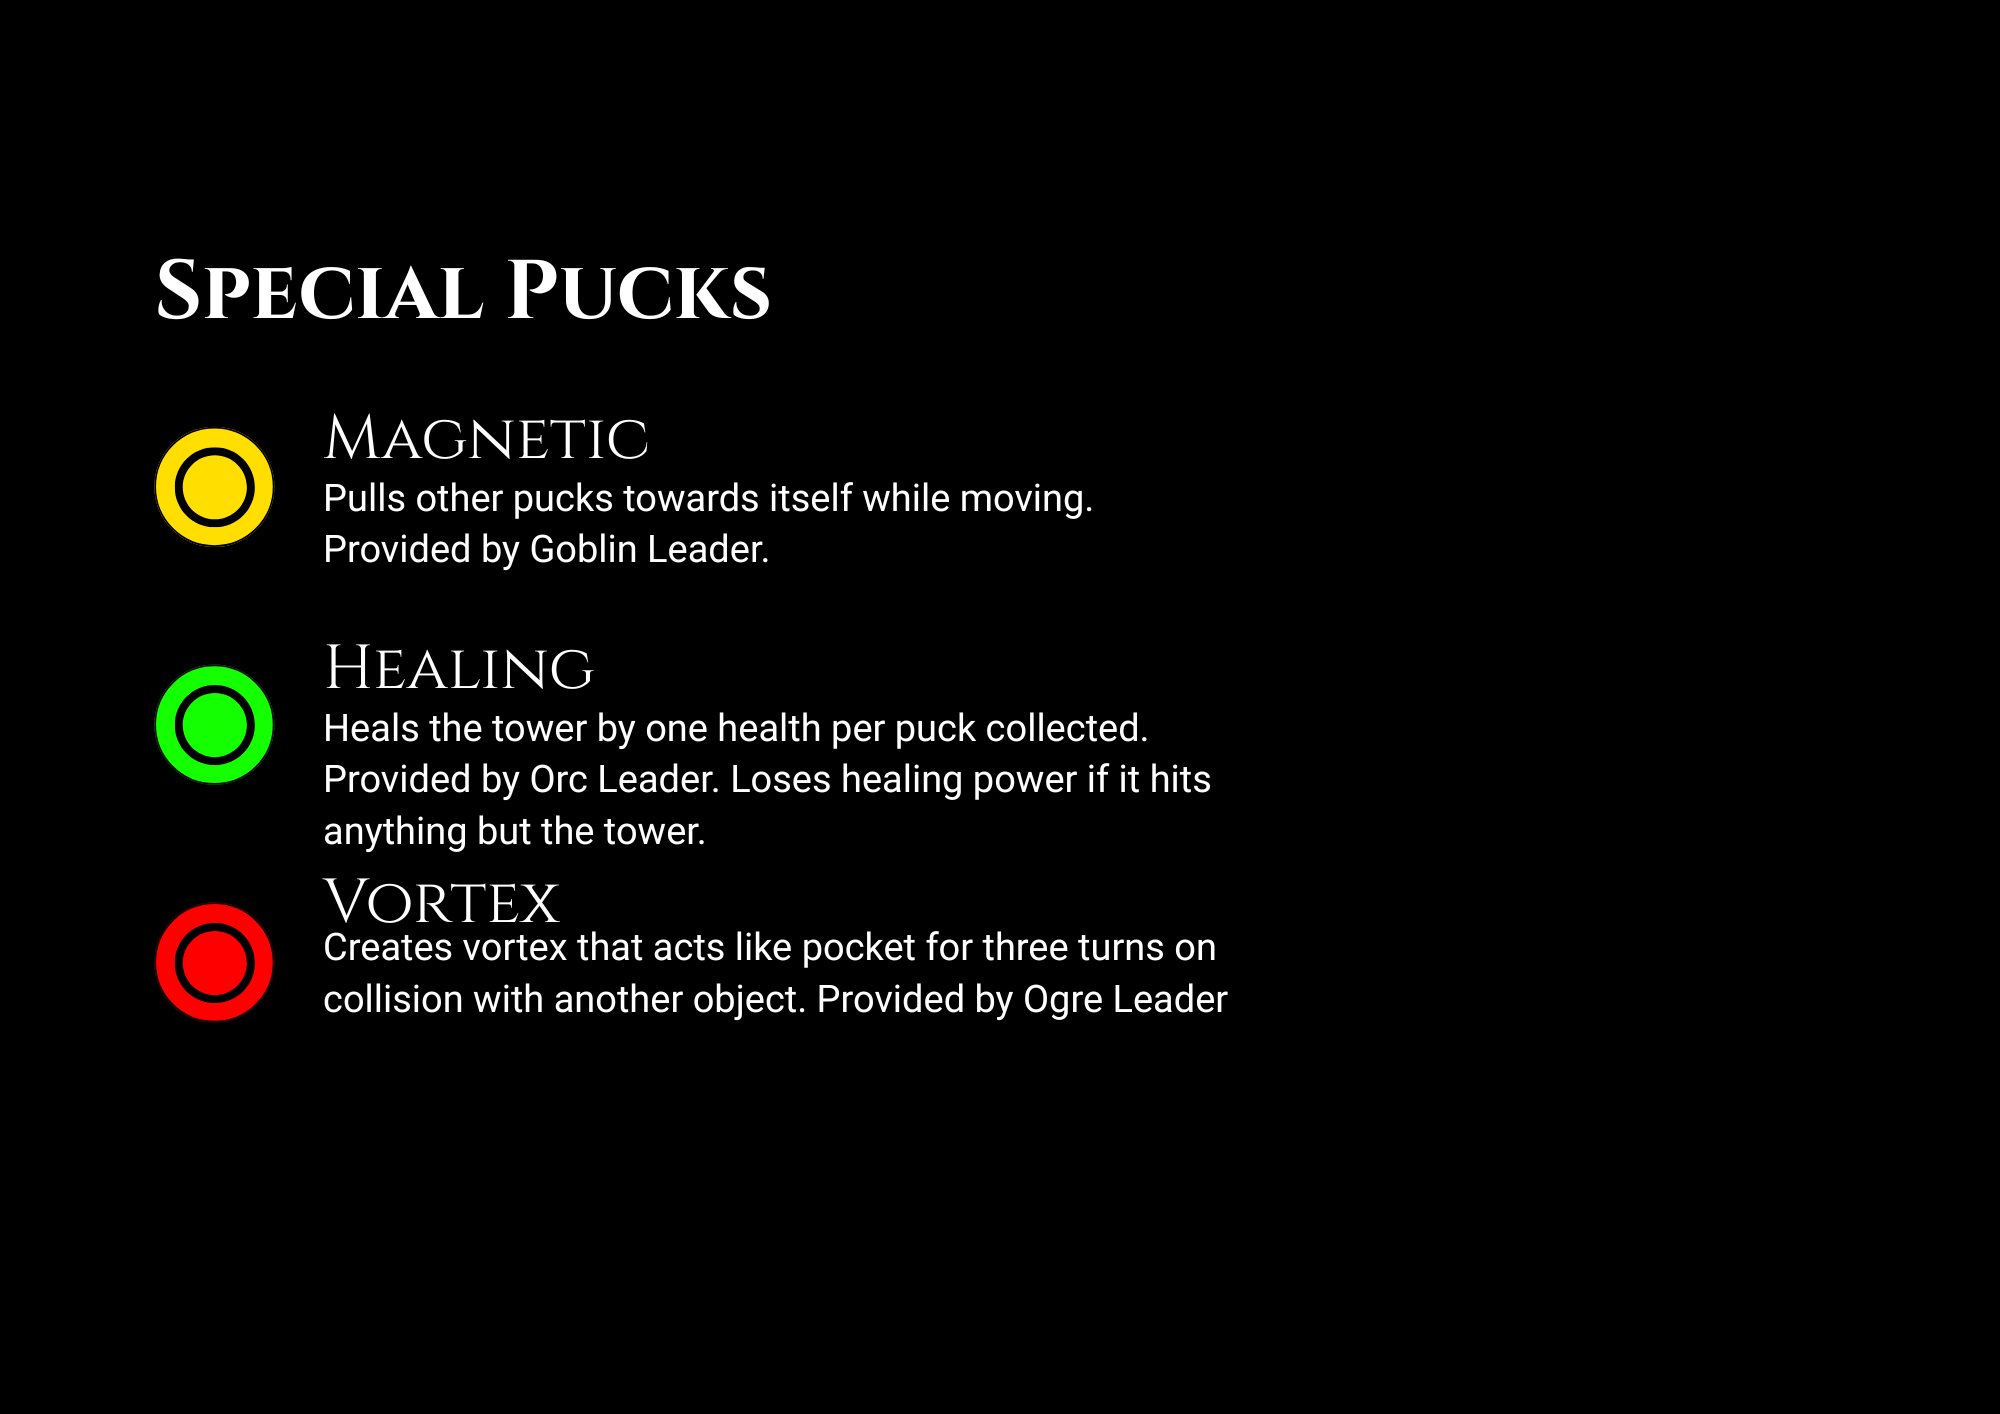 Special Pucks
Magnetic
Pulls other pucks towards itself while moving.
Provided by Goblin Leader.
Healing
Heals the tower by one health per puck collected.
Provided by Orc Leader. Loses healing power if it hits
anything but the tower.
Vortex
Creates vortex that acts like pocket for three turns on
collision with another object. Provided by Ogre Leader